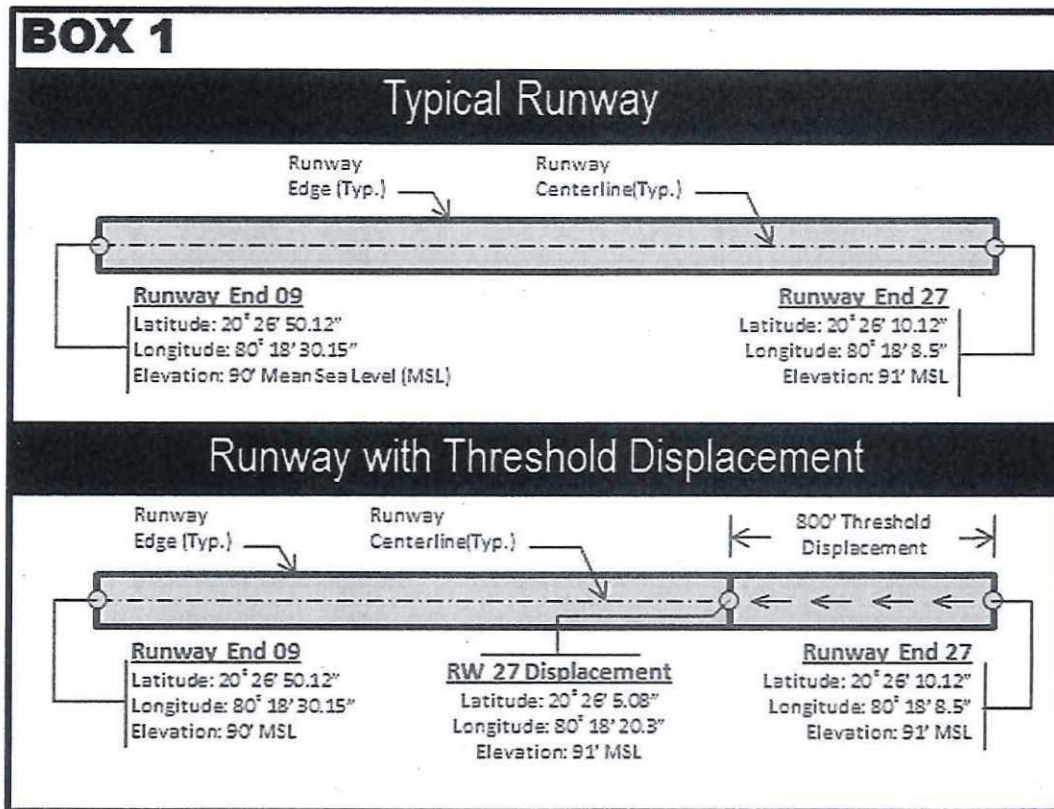 BOX 1
Typical Runway
Runway
Edge (Typ.)
Runway
Centerline(Typ.)
Runway End 09
Latitude: 20° 26' 50.12"
Longitude: 80° 18' 30.15"
Elevation: 90' Mean Sea Level (MSL)
Runway End 27
Latitude: 20° 26' 10.12"
Longitude: 80° 18' 8.5"
Elevation: 91' MSL
Runway with Threshold Displacement
Runway
Edge (Typ.)
Runway
Centerline(Typ.)
800' Threshold
Displacement
Runway End 09
Latitude: 20° 26' 50.12"
Longitude: 80° 18' 30.15"
Elevation: 90' MSL
RW 27 Displacement
Latitude: 20° 26' 5.08"
Longitude: 80° 18' 20.3"
Elevation: 91' MSL
Runway End 27
Latitude: 20° 26' 10.12"
Longitude: 80° 18' 8.5"
Elevation: 91' MSL